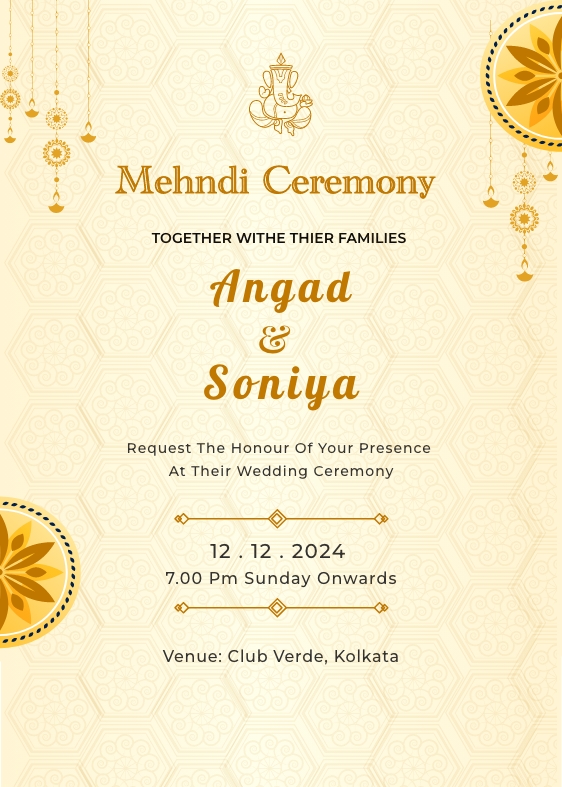 Mehndi Ceremony
TOGETHER WITHE THIER FAMILIES
Angad
&
Soniya
Request The Honour Of Your Presence
At Their Wedding Ceremony
12 . 12 . 2024
7.00 Pm Sunday Onwards
Venue: Club Verde, Kolkata